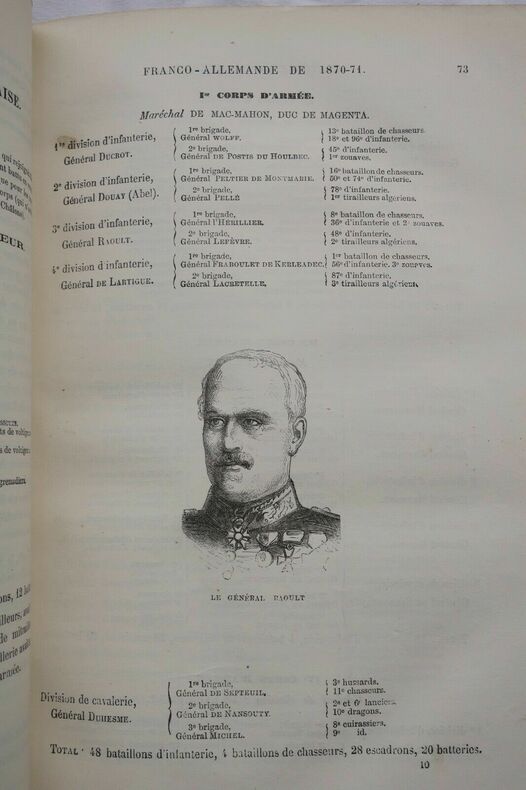 FRANCO-ALLEMANDE DE 1870-71. 73
Ier CORPS D'ARMÉE.
Maréchal DE MAC-MAHON, DUC DE MAGENTA.
1re division d'infanterie,
Général DUCROT.
1re brigade,
Général WOLFF.
13e bataillon de chasseurs.
18e et 96e d'infanterie.
2e brigade,
Général DE POSTIS DU HOULBEC.
45e d'infanterie.
1er zouaves.
2e division d'infanterie,
Général DOUAY (Abel).
1re brigade,
Général PELTIER DE MONTMARIE.
16e bataillon de chasseurs.
50e et 74e d'infanterie.
2e brigade,
Général PELLÉ
78e d'infanterie.
1er tirailleurs algériens.
3e division d'infanterie,
Général RAOULT.
1re brigade,
Général l'HÉRILLIER.
8e bataillon de chasseurs.
36e d'infanterie et 2e zouaves.
2e brigade,
Général LEFÈVRE.
48e d'infanterie.
2e tirailleurs algériens.
4e division d'infanterie,
Général DE LARTIGUE.
1re brigade,
Général FRABOULET DE KERLEADEC.
1er bataillon de chasseurs.
56e d'infanterie. 3e zouaves.
2e brigade,
Général LACRETELLE.
87e d'infanterie.
3e tirailleurs algériens.
LE GÉNÉRAL RAOULT
Division de cavalerie,
Général DUHESME.
1re brigade,
Général DE SEPTEUIL.
3e hussards.
11e chasseurs.
2e brigade,
Général DE NANSOUTY.
2e et 6e lanciers.
10e dragons.
3e brigade,
Général MICHEL.
8e cuirassiers.
9e id.
TOTAL : 48 bataillons d'infanterie, 4 bataillons de chasseurs, 28 escadrons, 20 batteries.
10